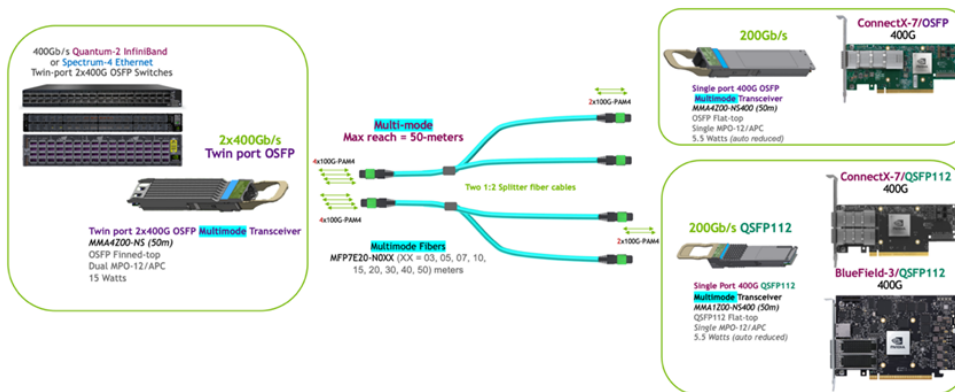 400Gb/s Quantum-2 InfiniBand
or Spectrum-4 Ethernet
Twin-port 2x400G OSFP Switches
2x400Gb/s
Twin port OSFP
Twin port 2x400G OSFP Multimode Transceiver
MMA4Z00-NS (50m)
OSFP Finned-top
Dual MPO-12/APC
15 Watts
Multi-mode
Max reach = 50-meters
4x100G-PAM4
4x100G-PAM4
Two 1:2 Splitter fiber cables
Multimode Fibers
MFP7E20-N0XX (XX = 03, 05, 07, 10,
15, 20, 30, 40, 50) meters
2x100G-PAM4
2x100G-PAM4
200Gb/s
Single port 400G OSFP
Multimode Transceiver
MMA4Z00-NS400 (50m)
OSFP Flat-top
Single MPO-12/APC
5.5 Watts (auto reduced)
ConnectX-7/OSFP
400G
200Gb/s QSFP112
Single Port 400G QSFP112
Multimode Transceiver
MMA1Z00-NS400 (50m)
QSFP112 Flat-top
Single MPO-12/APC
5.5 Watts (auto reduced)
ConnectX-7/QSFP112
400G
BlueField-3/QSFP112
400G